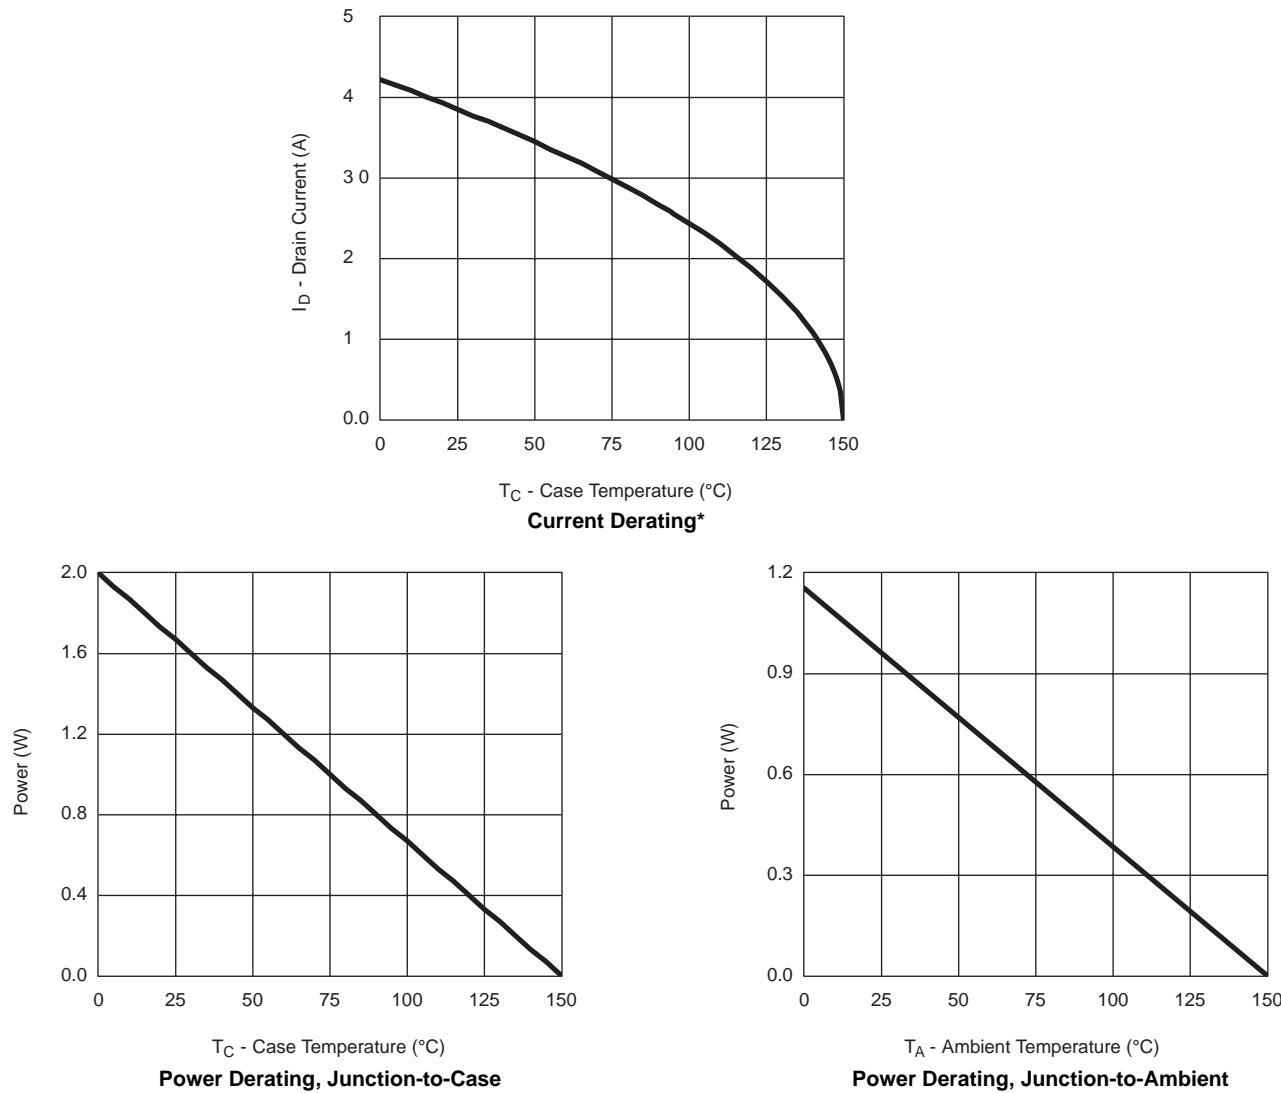 5
4
3 0
2
1
0.0
I_D - Drain Current (A)
0 25 50 75 100 125 150
T_C - Case Temperature (°C)
Current Derating*
2.0
1.6
1.2
0.8
0.4
0.0
Power (W)
0 25 50 75 100 125 150
T_C - Case Temperature (°C)
Power Derating, Junction-to-Case
1.2
0.9
0.6
0.3
0.0
Power (W)
0 25 50 75 100 125 150
T_A - Ambient Temperature (°C)
Power Derating, Junction-to-Ambient